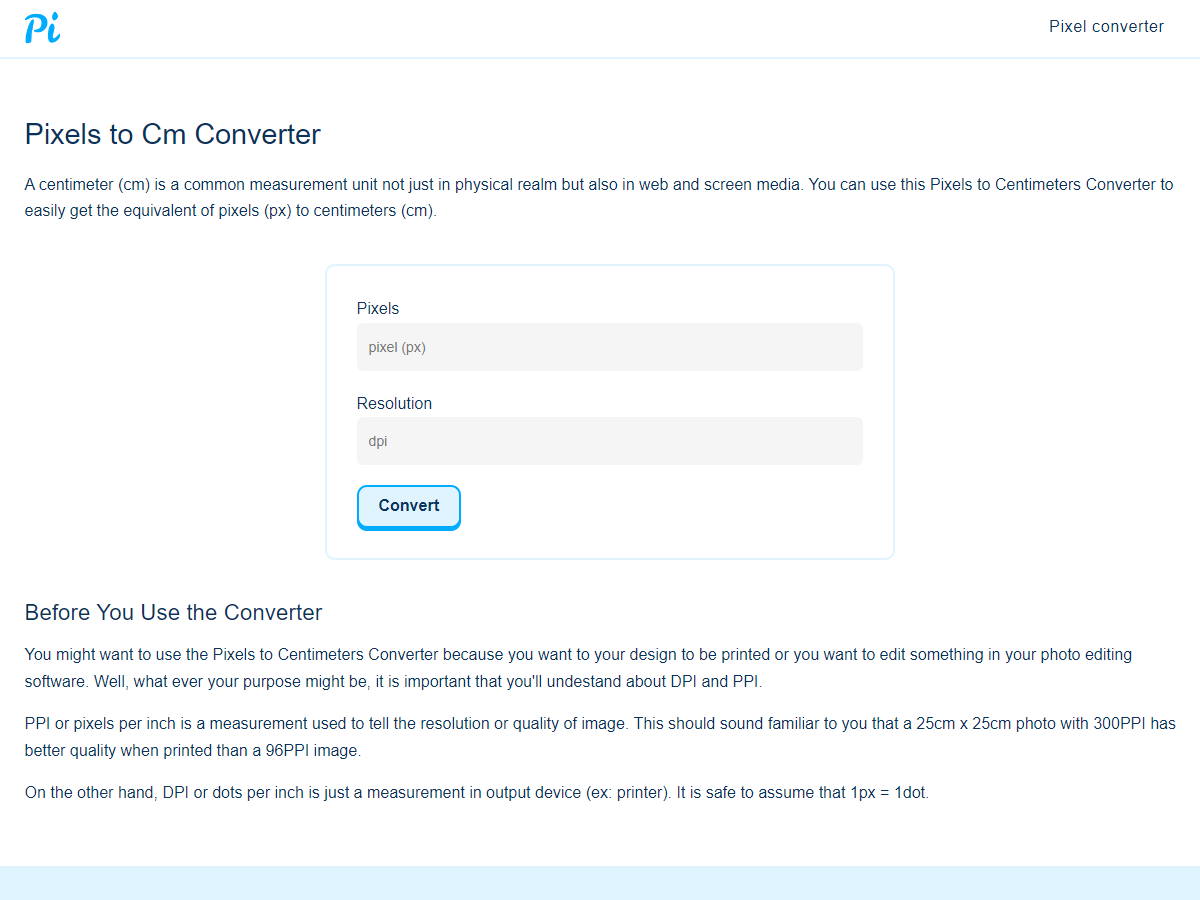 Pi
Pixel converter
Pixels to Cm Converter
A centimeter (cm) is a common measurement unit not just in physical realm but also in web and screen media. You can use this Pixels to Centimeters Converter to
easily get the equivalent of pixels (px) to centimeters (cm).
Pixels
pixel (px)
Resolution
dpi
Convert
Before You Use the Converter
You might want to use the Pixels to Centimeters Converter because you want to your design to be printed or you want to edit something in your photo editing
software. Well, what ever your purpose might be, it is important that you'll undestand about DPI and PPI.
PPI or pixels per inch is a measurement used to tell the resolution or quality of image. This should sound familiar to you that a 25cm x 25cm photo with 300PPI has
better quality when printed than a 96PPI image.
On the other hand, DPI or dots per inch is just a measurement in output device (ex: printer). It is safe to assume that 1px = 1dot.